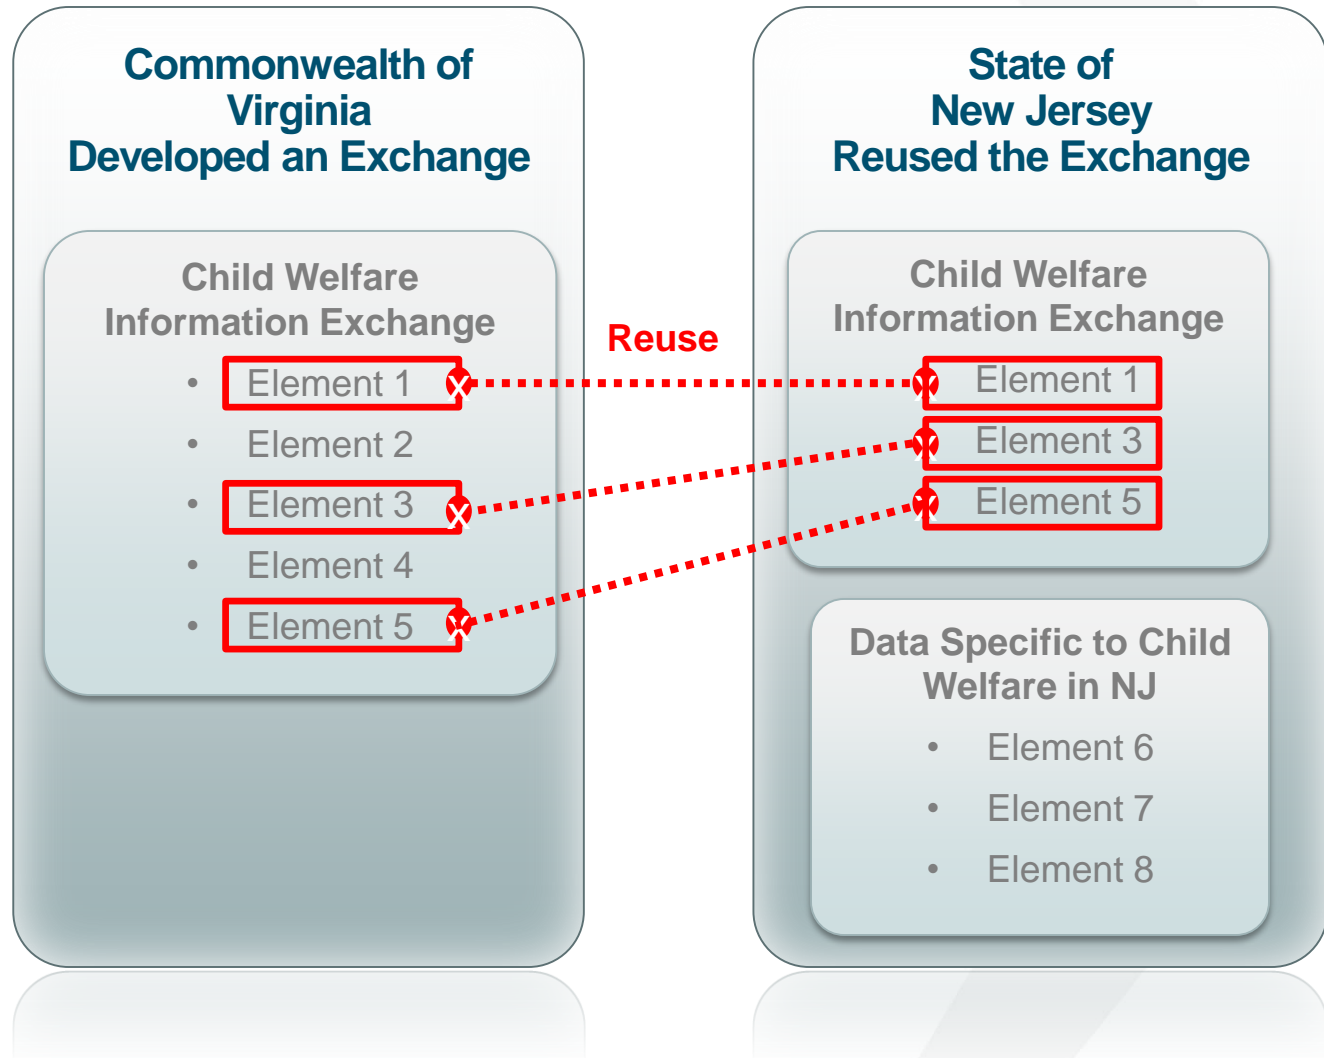 Commonwealth of
Virginia
Developed an Exchange
Child Welfare
Information Exchange
• Element 1 X
• Element 2
• Element 3 X
• Element 4
• Element 5 X
Reuse
State of
New Jersey
Reused the Exchange
Child Welfare
Information Exchange
X Element 1
X Element 3
X Element 5
Data Specific to Child
Welfare in NJ
• Element 6
• Element 7
• Element 8